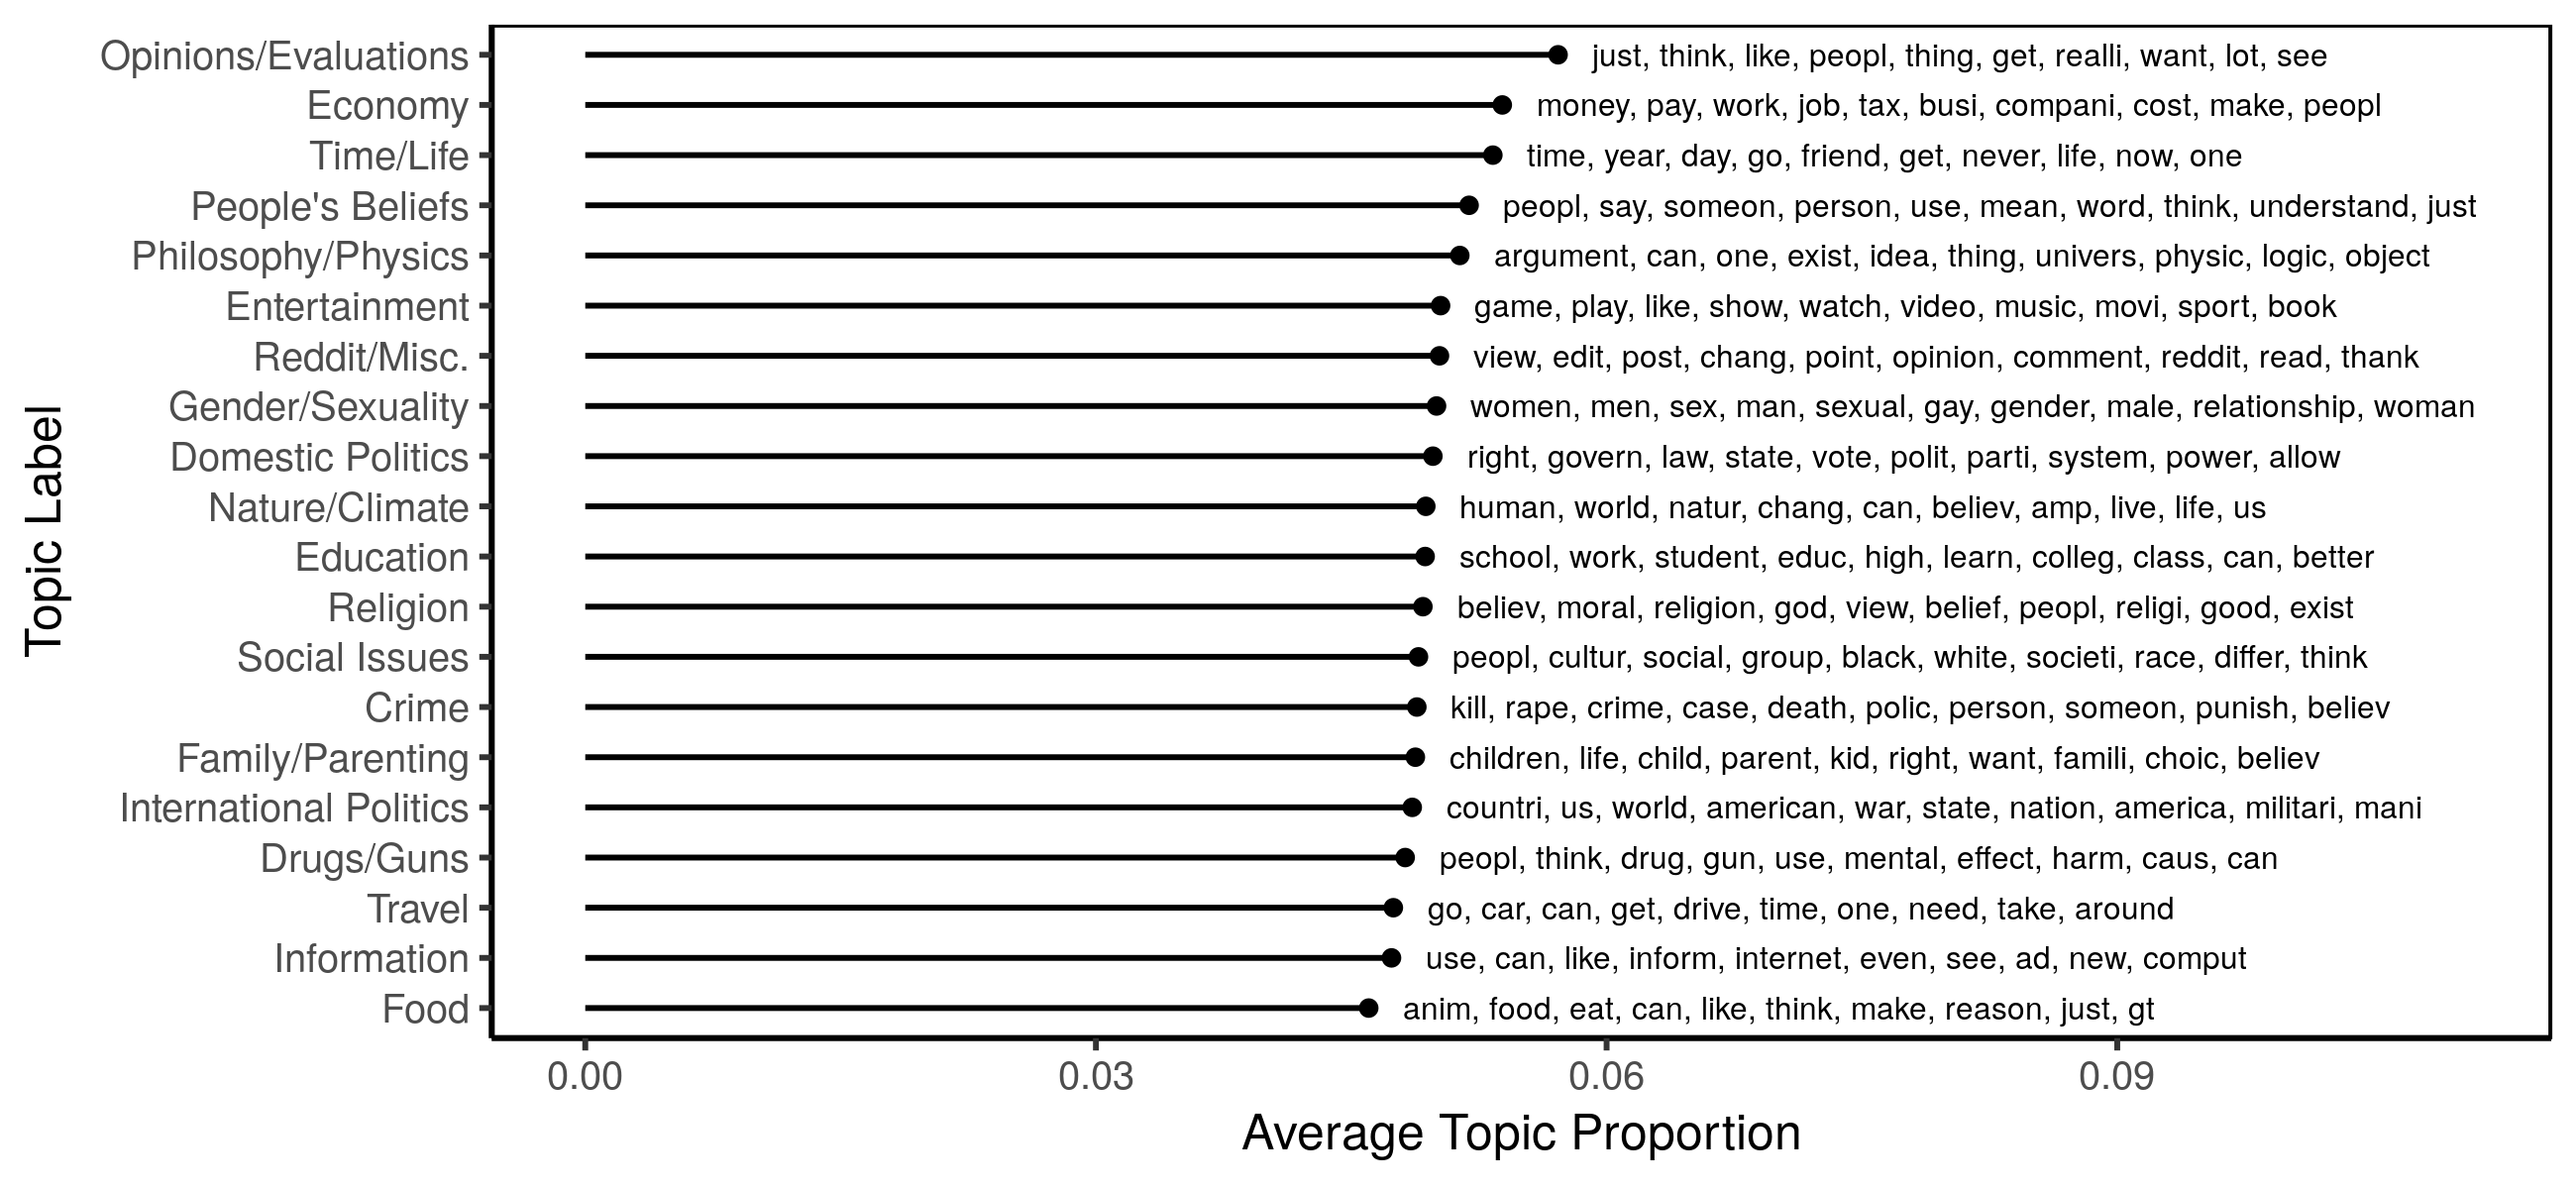 Opinions/Evaluations just, think, like, peopl, thing, get, realli, want, lot, see
Economy money, pay, work, job, tax, busi, compani, cost, make, peopl
Time/Life time, year, day, go, friend, get, never, life, now, one
People's Beliefs peopl, say, someon, person, use, mean, word, think, understand, just
Philosophy/Physics argument, can, one, exist, idea, thing, univers, physic, logic, object
Entertainment game, play, like, show, watch, video, music, movi, sport, book
Reddit/Misc. view, edit, post, chang, point, opinion, comment, reddit, read, thank
Gender/Sexuality women, men, sex, man, sexual, gay, gender, male, relationship, woman
Domestic Politics right, govern, law, state, vote, polit, parti, system, power, allow
Nature/Climate human, world, natur, chang, can, believ, amp, live, life, us
Education school, work, student, educ, high, learn, colleg, class, can, better
Religion believ, moral, religion, god, view, belief, peopl, religi, good, exist
Social Issues peopl, cultur, social, group, black, white, societi, race, differ, think
Crime kill, rape, crime, case, death, polic, person, someon, punish, believ
Family/Parenting children, life, child, parent, kid, right, want, famili, choic, believ
International Politics countri, us, world, american, war, state, nation, america, militari, mani
Drugs/Guns peopl, think, drug, gun, use, mental, effect, harm, caus, can
Travel go, car, can, get, drive, time, one, need, take, around
Information use, can, like, inform, internet, even, see, ad, new, comput
Food anim, food, eat, can, like, think, make, reason, just, gt
Topic Label
0.00 0.03 0.06 0.09
Average Topic Proportion